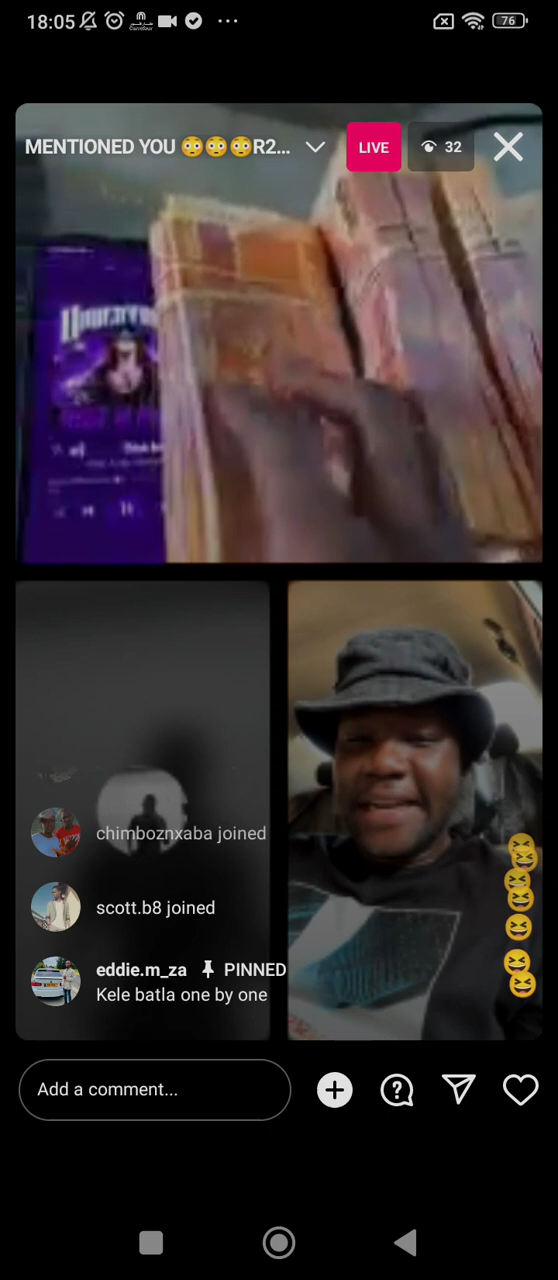 18:05
Carrefour
76
MENTIONED YOU 😳😳😳R2...
LIVE
32
chimboznxaba joined
scott.b8 joined
eddie.m_za PINNED
Kele batla one by one
Add a comment...